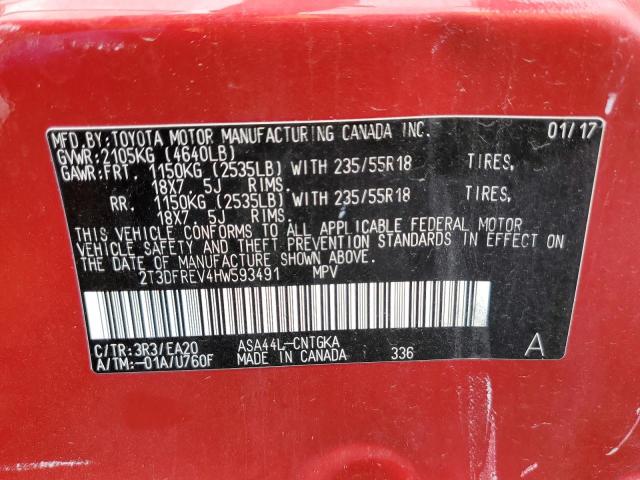 MFD.BY:TOYOTA MOTOR MANUFACTURING CANADA INC. 01/17
GVWR:2105KG (4640LB)
GAWR:FRT. 1150KG (2535LB) WITH 235/55R18 TIRES,
18X7.5J RIMS.
RR. 1150KG (2535LB) WITH 235/55R18 TIRES,
18X7.5J RIMS.
THIS VEHICLE CONFORMS TO ALL APPLICABLE FEDERAL MOTOR
VEHICLE SAFETY AND THEFT PREVENTION STANDARDS IN EFFECT ON
THE DATE OF MANUFACTURE SHOWN ABOVE.
2T3DFREV4HW593491 MPV
C/TR:3R3/EA20 ASA44L-CNTGKA A
A/TM:-01A/U760F MADE IN CANADA 336